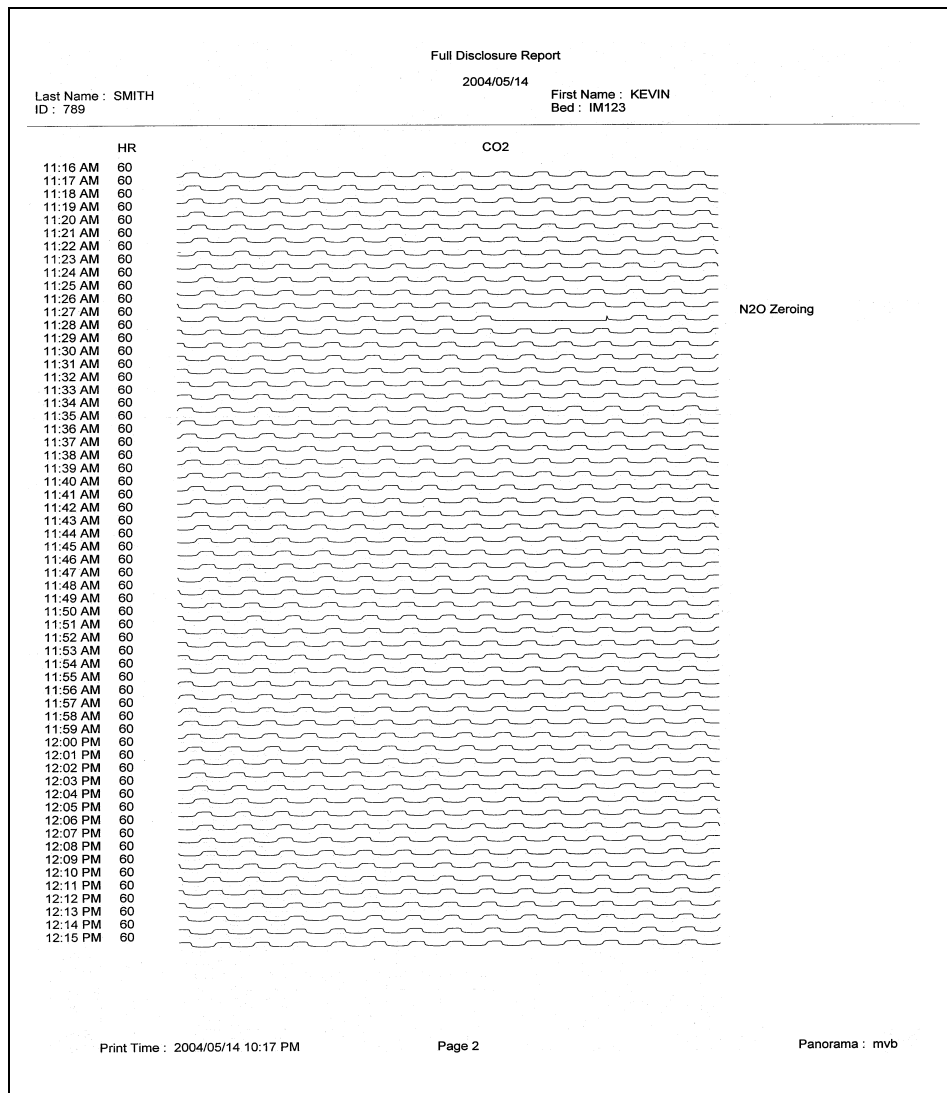 Full Disclosure Report
2004/05/14
Last Name : SMITH
First Name : KEVIN
ID : 789
Bed : IM123
HR
CO2
11:16 AM 60
11:17 AM 60
11:18 AM 60
11:19 AM 60
11:20 AM 60
11:21 AM 60
11:22 AM 60
11:23 AM 60
11:24 AM 60
11:25 AM 60
11:26 AM 60
11:27 AM 60 N2O Zeroing
11:28 AM 60
11:29 AM 60
11:30 AM 60
11:31 AM 60
11:32 AM 60
11:33 AM 60
11:34 AM 60
11:35 AM 60
11:36 AM 60
11:37 AM 60
11:38 AM 60
11:39 AM 60
11:40 AM 60
11:41 AM 60
11:42 AM 60
11:43 AM 60
11:44 AM 60
11:45 AM 60
11:46 AM 60
11:47 AM 60
11:48 AM 60
11:49 AM 60
11:50 AM 60
11:51 AM 60
11:52 AM 60
11:53 AM 60
11:54 AM 60
11:55 AM 60
11:56 AM 60
11:57 AM 60
11:58 AM 60
11:59 AM 60
12:00 PM 60
12:01 PM 60
12:02 PM 60
12:03 PM 60
12:04 PM 60
12:05 PM 60
12:06 PM 60
12:07 PM 60
12:08 PM 60
12:09 PM 60
12:10 PM 60
12:11 PM 60
12:12 PM 60
12:13 PM 60
12:14 PM 60
12:15 PM 60
Print Time : 2004/05/14 10:17 PM
Page 2
Panorama : mvb